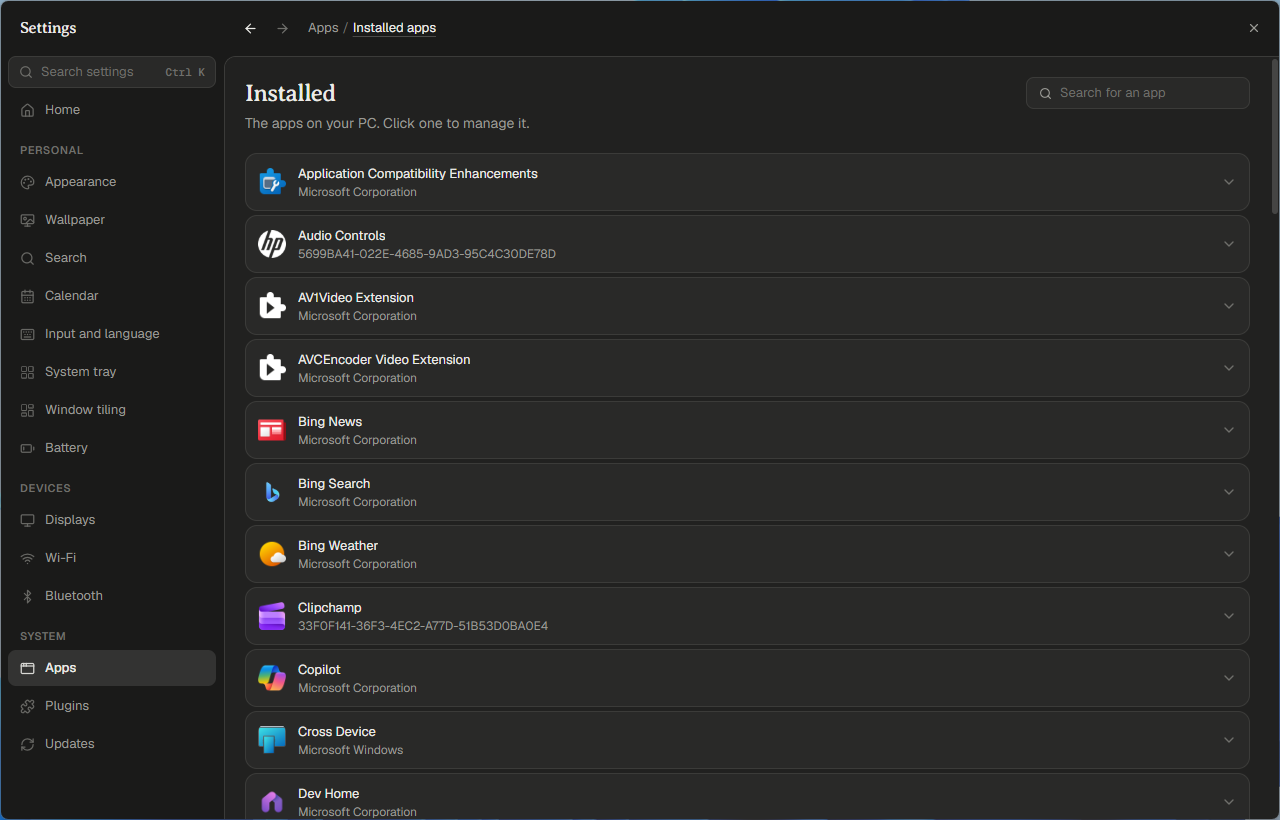 Settings
Apps / Installed apps
Search settings Ctrl K
Home
PERSONAL
Appearance
Wallpaper
Search
Calendar
Input and language
System tray
Window tiling
Battery
DEVICES
Displays
Wi-Fi
Bluetooth
SYSTEM
Apps
Plugins
Updates
Installed
Search for an app
The apps on your PC. Click one to manage it.
Application Compatibility Enhancements
Microsoft Corporation
hp
Audio Controls
5699BA41-022E-4685-9AD3-95C4C30DE78D
AV1Video Extension
Microsoft Corporation
AVCEncoder Video Extension
Microsoft Corporation
Bing News
Microsoft Corporation
Bing Search
Microsoft Corporation
Bing Weather
Microsoft Corporation
Clipchamp
33F0F141-36F3-4EC2-A77D-51B53D0BA0E4
Copilot
Microsoft Corporation
Cross Device
Microsoft Windows
Dev Home
Microsoft Corporation